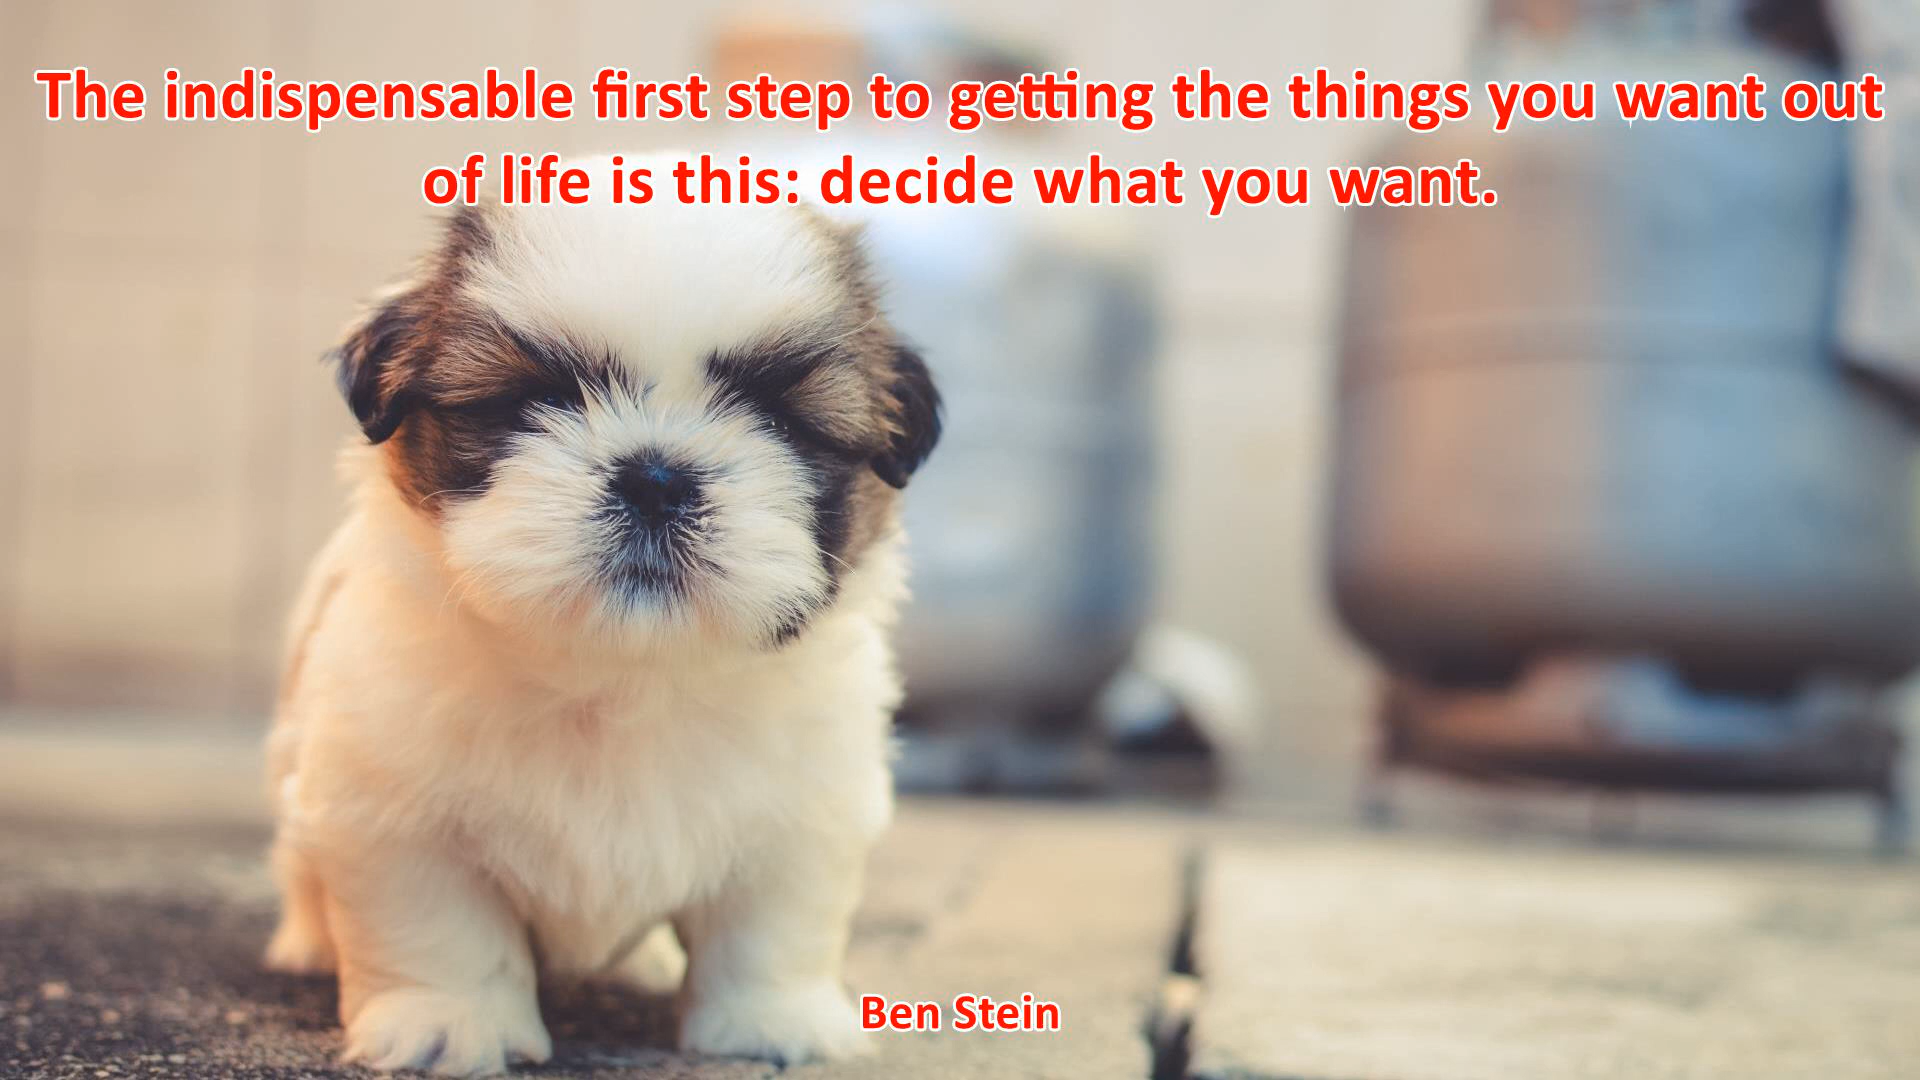 The indispensable first step to getting the things you want out
of life is this: decide what you want.
Ben Stein